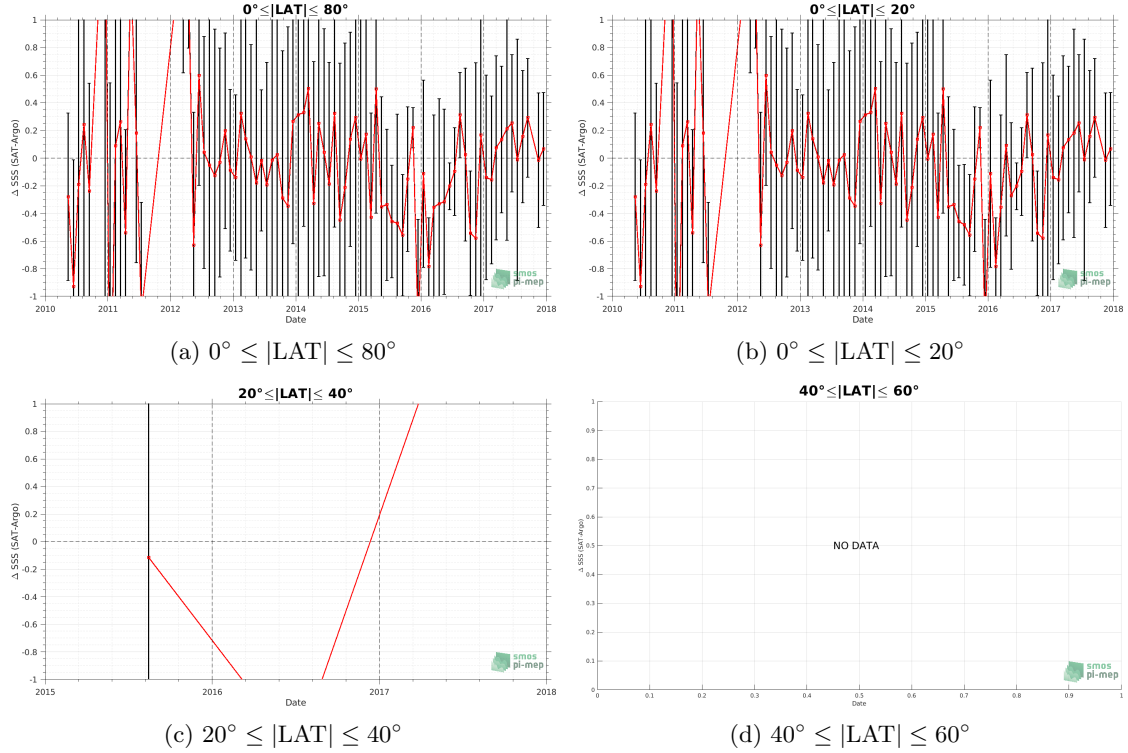 0°≤|LAT|≤ 80°
1
0.8
0.6
0.4
0.2
0
-0.2
-0.4
-0.6
-0.8
-1
Δ SSS (SAT-Argo)
2010 2011 2012 2013 2014 2015 2016 2017 2018
Date
smos
pi-mep
(a) 0° ≤ |LAT| ≤ 80°
0°≤|LAT|≤ 20°
1
0.8
0.6
0.4
0.2
0
-0.2
-0.4
-0.6
-0.8
-1
Δ SSS (SAT-Argo)
2010 2011 2012 2013 2014 2015 2016 2017 2018
Date
smos
pi-mep
(b) 0° ≤ |LAT| ≤ 20°
20°≤|LAT|≤ 40°
1
0.8
0.6
0.4
0.2
0
-0.2
-0.4
-0.6
-0.8
-1
Δ SSS (SAT-Argo)
2015 2016 2017 2018
Date
smos
pi-mep
(c) 20° ≤ |LAT| ≤ 40°
40°≤|LAT|≤ 60°
1
0.9
0.8
0.7
0.6
0.5
0.4
0.3
0.2
0.1
0
Δ SSS (SAT-Argo)
NO DATA
0 0.1 0.2 0.3 0.4 0.5 0.6 0.7 0.8 0.9 1
Date
smos
pi-mep
(d) 40° ≤ |LAT| ≤ 60°